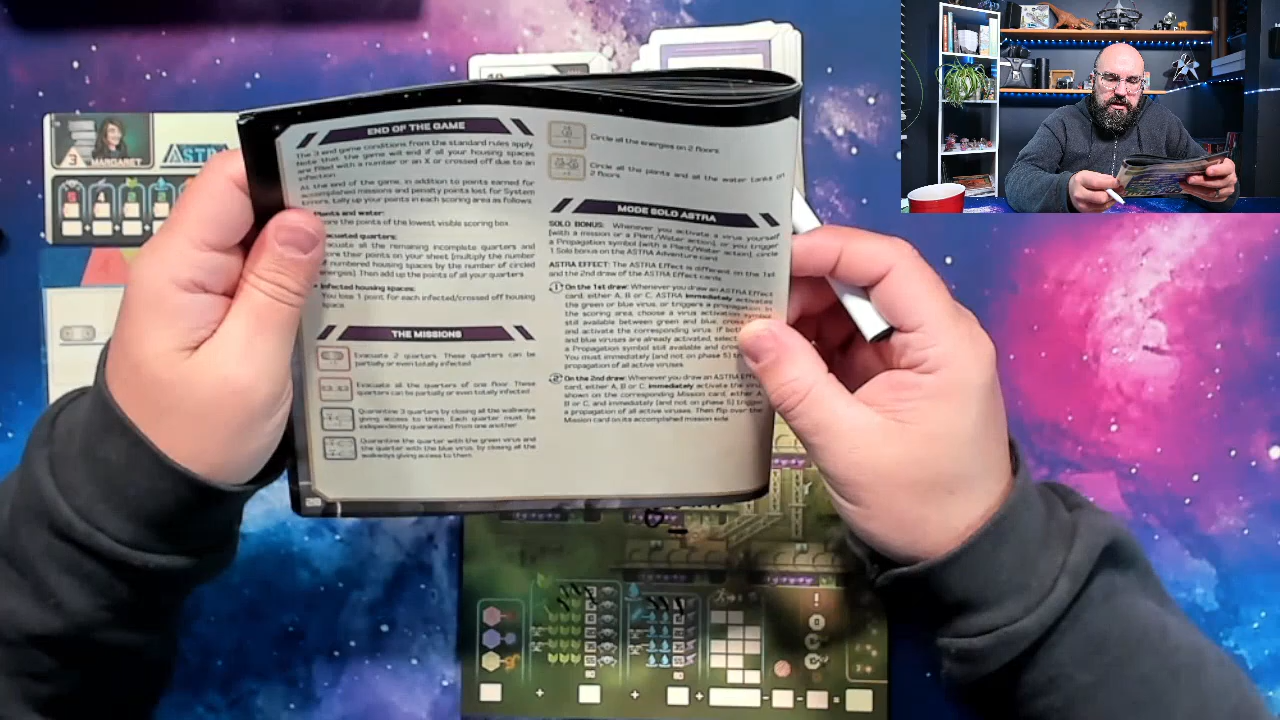 MARGARET
ASTRA
3
END OF THE GAME
The 3 end game conditions from the standard rules apply.
Note that the game will end if all your housing spaces
are filled with a number or an X or crossed off due to an
infection.
At the end of the game, in addition to points earned for
accomplished missions and penalty points lost for System
Errors, tally up your points in each scoring area as follows:
Plants and water:
the points of the lowest visible scoring box.
Evacuated quarters:
Evacuate all the remaining incomplete quarters and
score their points on your sheet (multiply the number
of numbered housing spaces by the number of circled
energies). Then add up the points of all your quarters.
• Infected housing spaces:
You lose 1 point for each infected/crossed off housing
space.
THE MISSIONS
Evacuate 2 quarters. These quarters can be
partially or even totally infected.
Evacuate all the quarters of one floor. These
quarters can be partially or even totally infected.
Quarantine 3 quarters by closing all the walkways
giving access to them. Each quarter must be
independently quarantined from one another.
Quarantine the quarter with the green virus and
the quarter with the blue virus, by closing all the
walkways giving access to them.
Circle all the energies on 2 floors.
Circle all the plants and all the water tanks on
2 floors.
MODE SOLO ASTRA
SOLO BONUS: Whenever you activate a virus yourself
(with a mission or a Plant/Water action), or you trigger
a Propagation symbol (with a Plant/Water action), circle
1 Solo bonus on the ASTRA Adventure card.
ASTRA EFFECT: The ASTRA Effect is different on the 1st
and the 2nd draw of the ASTRA Effect cards.
1 On the 1st draw: Whenever you draw an ASTRA Effect
card, either A, B or C, ASTRA immediately activates
the green or blue virus, or triggers a propagation. In
the scoring area, choose a virus activation
still available between green and blue, cross
and activate the corresponding virus. If both
and blue viruses are already activated, select
a Propagation symbol still available and cross
You must immediately (and not on phase 5)
propagation of all active viruses.
2 On the 2nd draw: Whenever you draw an ASTRA
card, either A, B or C, immediately activate the
shown on the corresponding Mission card, either A,
B or C, and immediately (and not on phase 5) trigger
a propagation of all active viruses. Then flip over the
Mission card on its accomplished mission side.